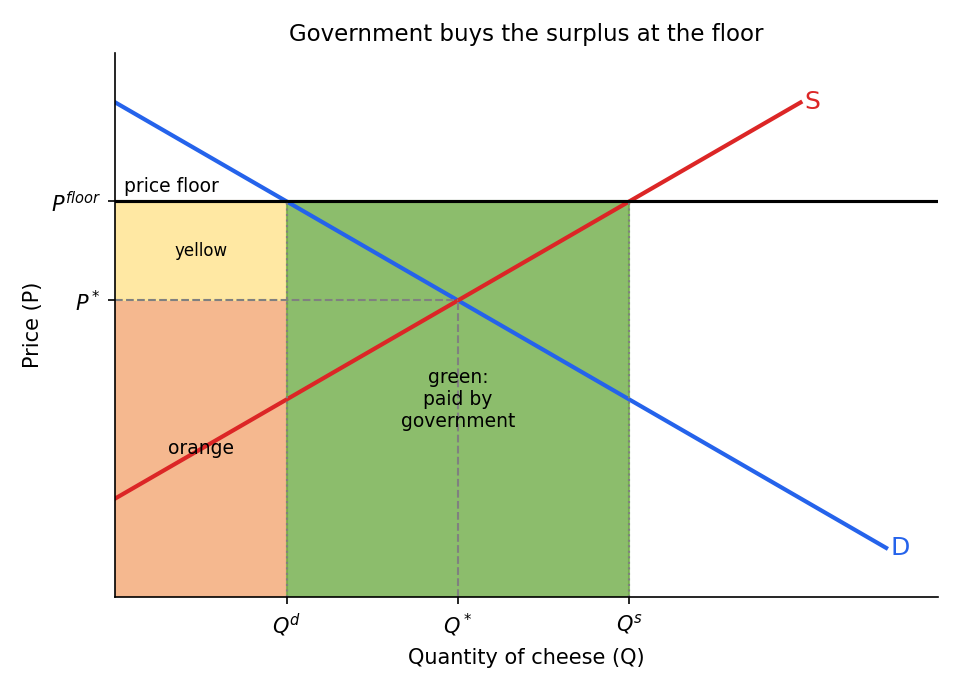 Government buys the surplus at the floor
S
price floor
P^floor
yellow
P*
Price (P)
green:
paid by
government
orange
D
Q^d
Q*
Q^s
Quantity of cheese (Q)